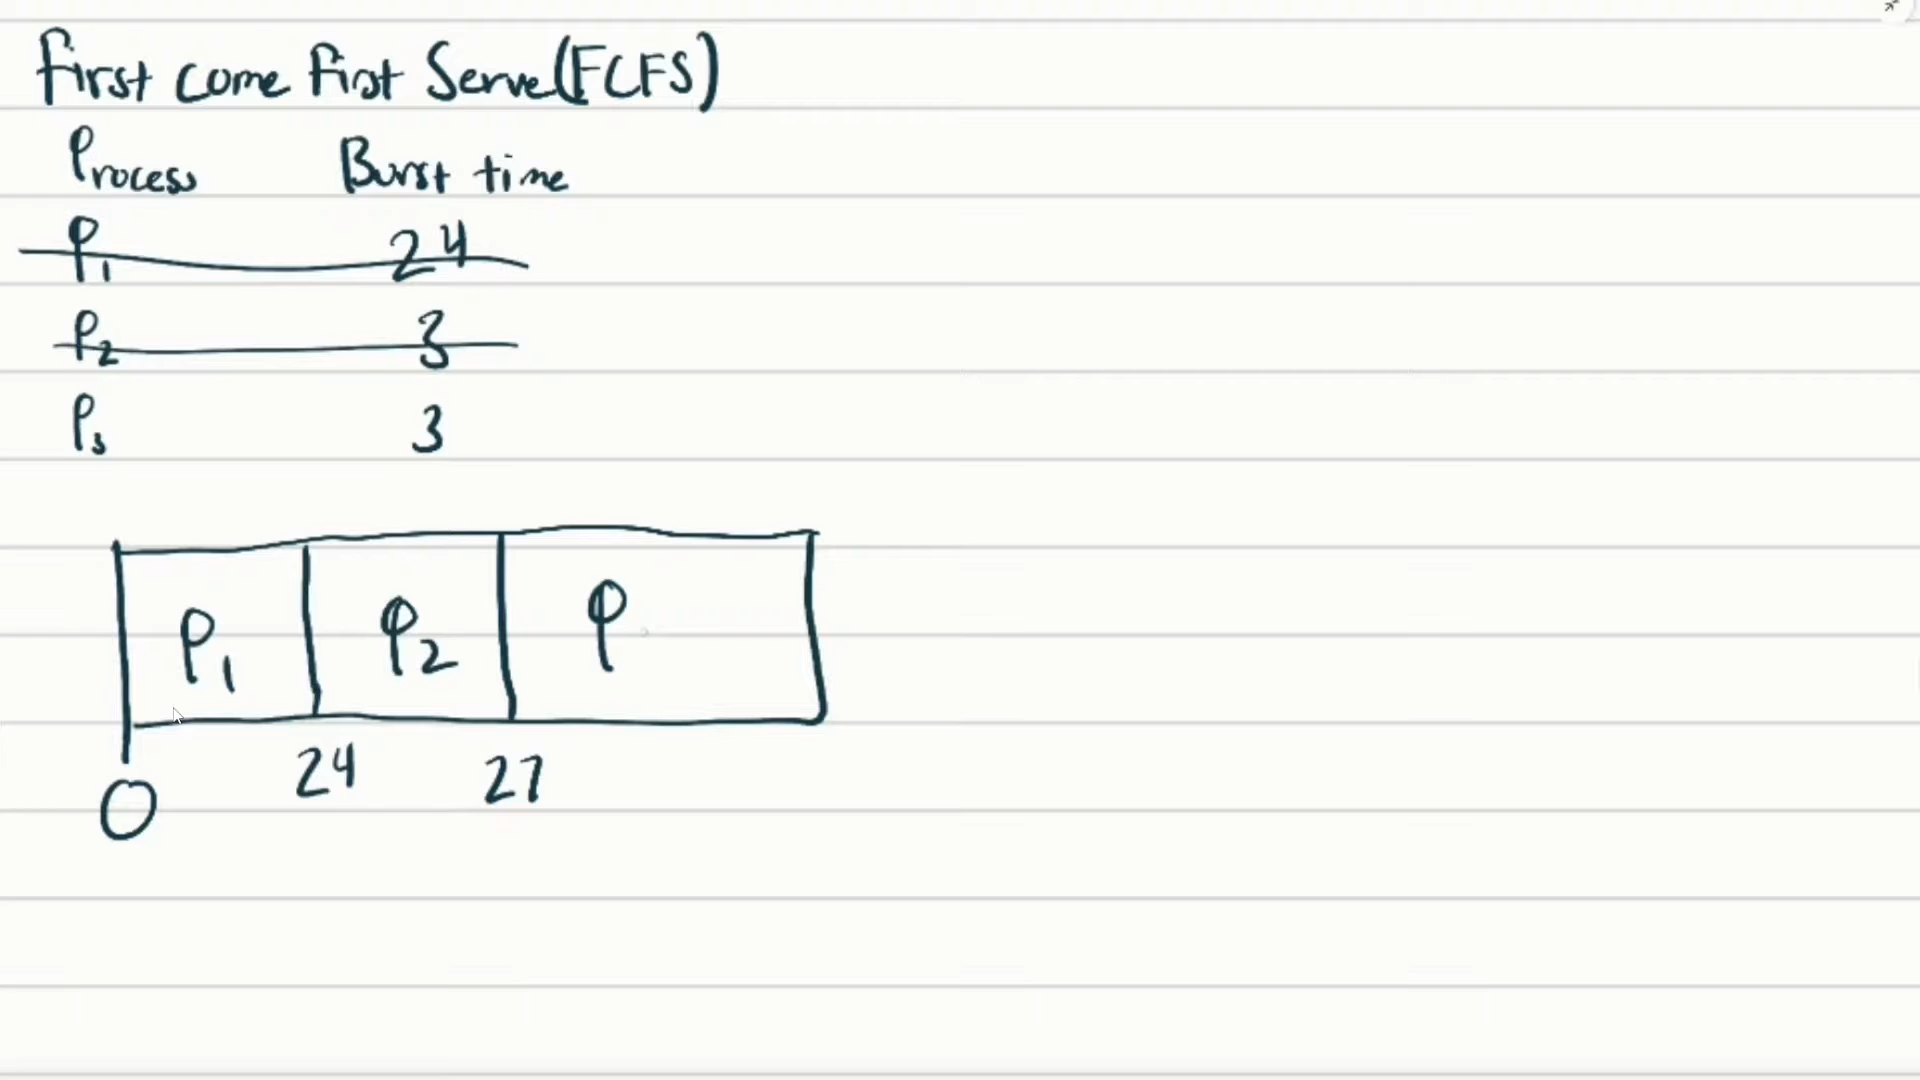 First Come First Serve (FCFS)
Process Burst time
P1 24
P2 3
P3 3
P1 P2 P
0 24 27